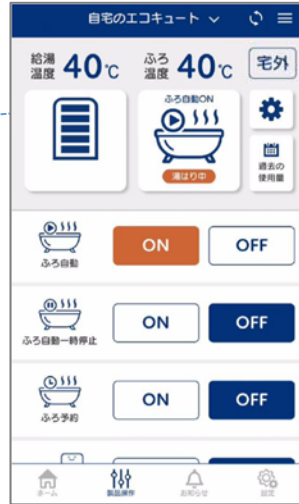 自宅のエコキュート
給湯温度 40℃
ふろ温度 40℃
宅外
ふろ自動ON
湯はり中
過去の
使用量
ふろ自動
ON
OFF
ふろ自動一時停止
ON
OFF
ふろ予約
ON
OFF
ホーム
製品操作
お知らせ
設定